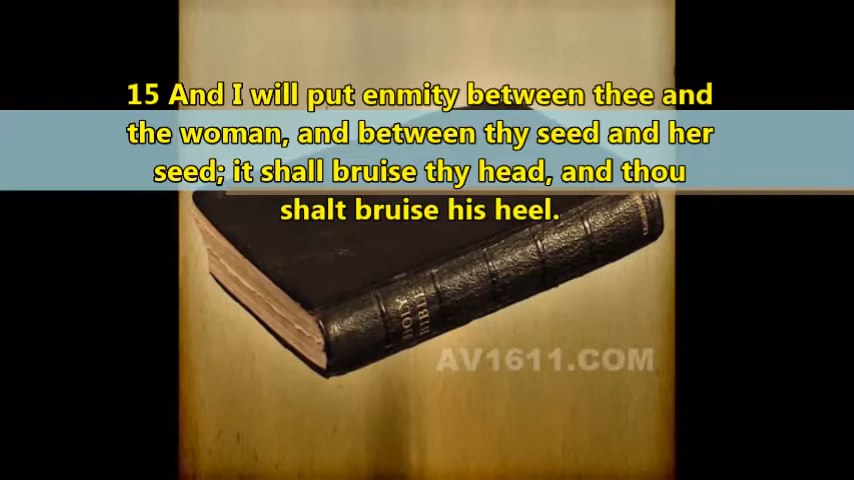 15 And I will put enmity between thee and
the woman, and between thy seed and her
seed; it shall bruise thy head, and thou
shalt bruise his heel.
HOLY
BIBLE
AV1611.COM